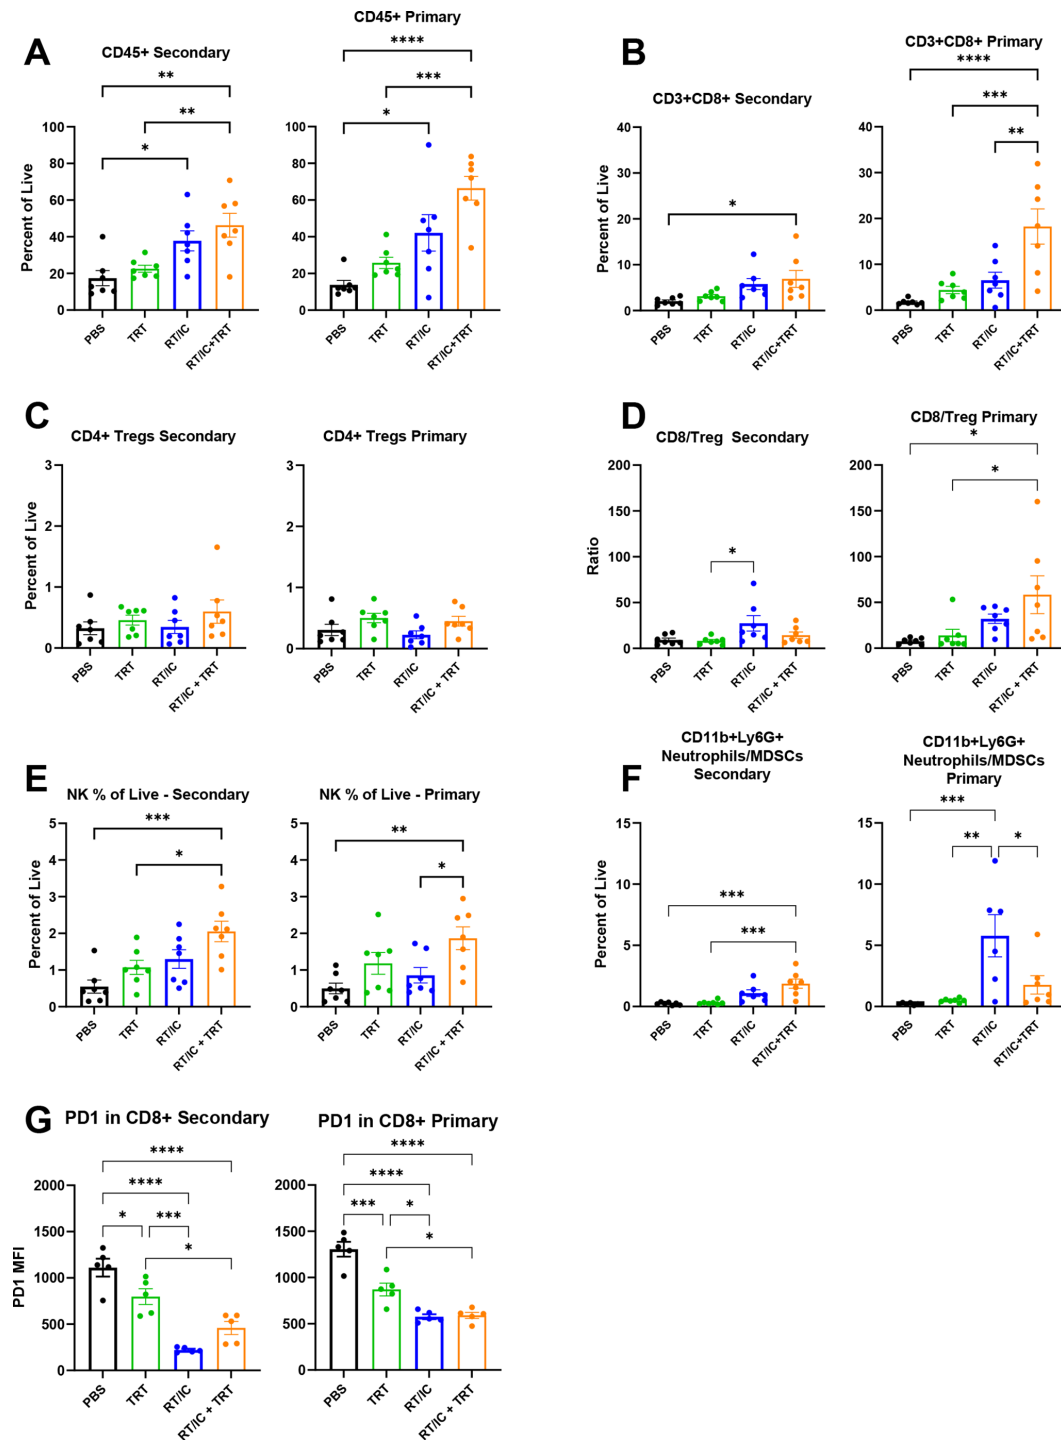 A
CD45+ Secondary
**
**
*
Percent of Live
100
80
60
40
20
0
PBS
TRT
RT/IC
RT/IC+TRT
CD45+ Primary
****
***
*
100
80
60
40
20
0
PBS
TRT
RT/IC
RT/IC+TRT
B
CD3+CD8+ Secondary
*
Percent of Live
40
30
20
10
0
PBS
TRT
RT/IC
RT/IC+TRT
CD3+CD8+ Primary
****
***
**
40
30
20
10
0
PBS
TRT
RT/IC
RT/IC+TRT
C
CD4+ Tregs Secondary
Percent of Live
3
2
1
0
PBS
TRT
RT/IC
RT/IC + TRT
CD4+ Tregs Primary
3
2
1
0
PBS
TRT
RT/IC
RT/IC + TRT
D
CD8/Treg Secondary
*
Ratio
200
150
100
50
0
PBS
TRT
RT/IC
RT/IC + TRT
CD8/Treg Primary
*
*
200
150
100
50
0
PBS
TRT
RT/IC
RT/IC + TRT
E
NK % of Live - Secondary
***
*
Percent of Live
5
4
3
2
1
0
PBS
TRT
RT/IC
RT/IC + TRT
NK % of Live - Primary
**
*
5
4
3
2
1
0
PBS
TRT
RT/IC
RT/IC + TRT
F
CD11b+Ly6G+
Neutrophils/MDSCs
Secondary
***
***
Percent of Live
15
10
5
0
PBS
TRT
RT/IC
RT/IC+TRT
CD11b+Ly6G+
Neutrophils/MDSCs
Primary
***
**
*
15
10
5
0
PBS
TRT
RT/IC
RT/IC+TRT
G
PD1 in CD8+ Secondary
****
****
*
***
*
PD1 MFI
2000
1500
1000
500
0
PBS
TRT
RT/IC
RT/IC + TRT
PD1 in CD8+ Primary
****
****
***
*
*
2000
1500
1000
500
0
PBS
TRT
RT/IC
RT/IC + TRT